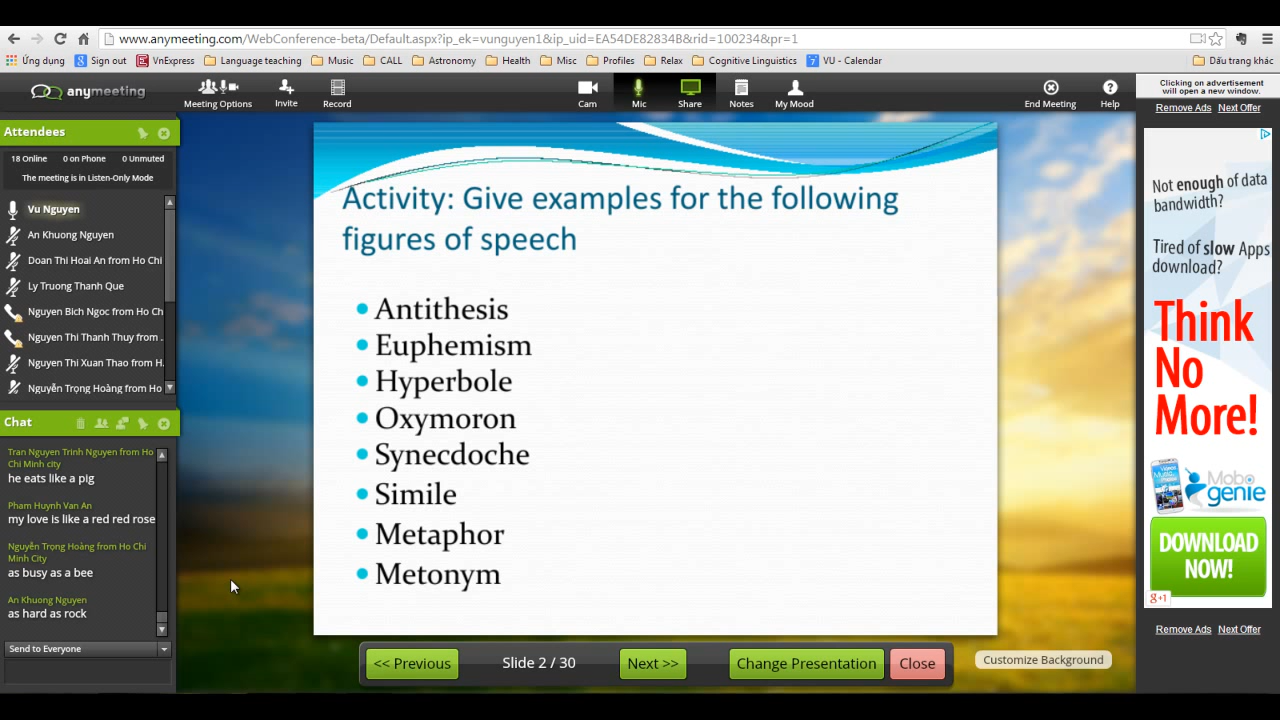 www.anymeeting.com/WebConference-beta/Default.aspx?ip_ek=vunguyen1&ip_uid=EA54DE82834B&rid=100234&pr=1
Ứng dụng
Sign out
VnExpress
Language teaching
Music
CALL
Astronomy
Health
Misc
Profiles
Relax
Cognitive Linguistics
7
VU - Calendar
Dấu trang khác
anymeeting
Meeting Options
Invite
Record
Cam
Mic
Share
Notes
My Mood
End Meeting
Help
Clicking on advertisement
will open a new window.
Remove Ads
Next Offer
Attendees
18 Online
0 on Phone
0 Unmuted
The meeting is in Listen-Only Mode
Vu Nguyen
An Khuong Nguyen
Doan Thi Hoai An from Ho Chi
Ly Truong Thanh Que
Nguyen Bich Ngoc from Ho Ch
Nguyen Thi Thanh Thuy from .
Nguyen Thi Xuan Thao from H.
Nguyễn Trọng Hoàng from Ho
Chat
Tran Nguyen Trinh Nguyen from Ho
Chi Minh city
he eats like a pig
Pham Huynh Van An
my love is like a red red rose
Nguyễn Trọng Hoàng from Ho Chi
Minh City
as busy as a bee
An Khuong Nguyen
as hard as rock
Send to Everyone
Activity: Give examples for the following
figures of speech
• Antithesis
• Euphemism
• Hyperbole
• Oxymoron
• Synecdoche
• Simile
• Metaphor
• Metonym
<< Previous
Slide 2 / 30
Next >>
Change Presentation
Close
Customize Background
Not enough of data
bandwidth?
Tired of slow Apps
download?
Think
No
More!
Mobo
genie
DOWNLOAD
NOW!
g+1
Remove Ads
Next Offer